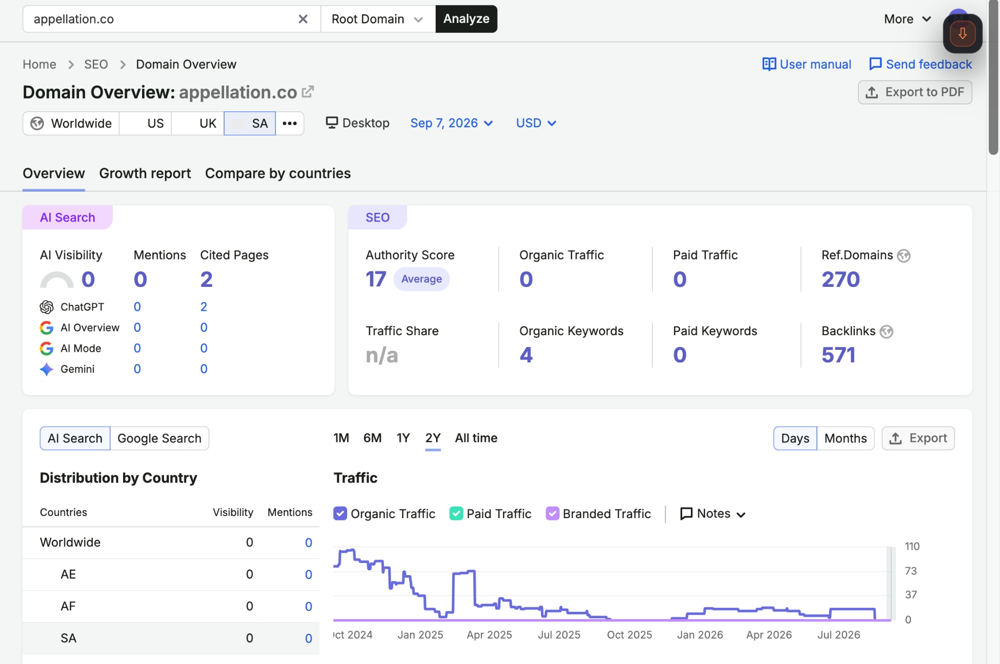 appellation.co
Root Domain
Analyze
More
Home
SEO
Domain Overview
User manual
Send feedback
Domain Overview: appellation.co
Export to PDF
Worldwide
US
UK
SA
Desktop
Sep 7, 2026
USD
Overview
Growth report
Compare by countries
AI Search
AI Visibility
Mentions
Cited Pages
0
0
2
ChatGPT
0
2
AI Overview
0
0
AI Mode
0
0
Gemini
0
0
SEO
Authority Score
Organic Traffic
Paid Traffic
Ref.Domains
17
Average
0
0
270
Traffic Share
Organic Keywords
Paid Keywords
Backlinks
n/a
4
0
571
AI Search
Google Search
1M
6M
1Y
2Y
All time
Days
Months
Export
Distribution by Country
Countries
Visibility
Mentions
Worldwide
0
0
AE
0
0
AF
0
0
SA
0
0
Traffic
Organic Traffic
Paid Traffic
Branded Traffic
Notes
110
73
37
0
ct 2024
Jan 2025
Apr 2025
Jul 2025
Oct 2025
Jan 2026
Apr 2026
Jul 2026